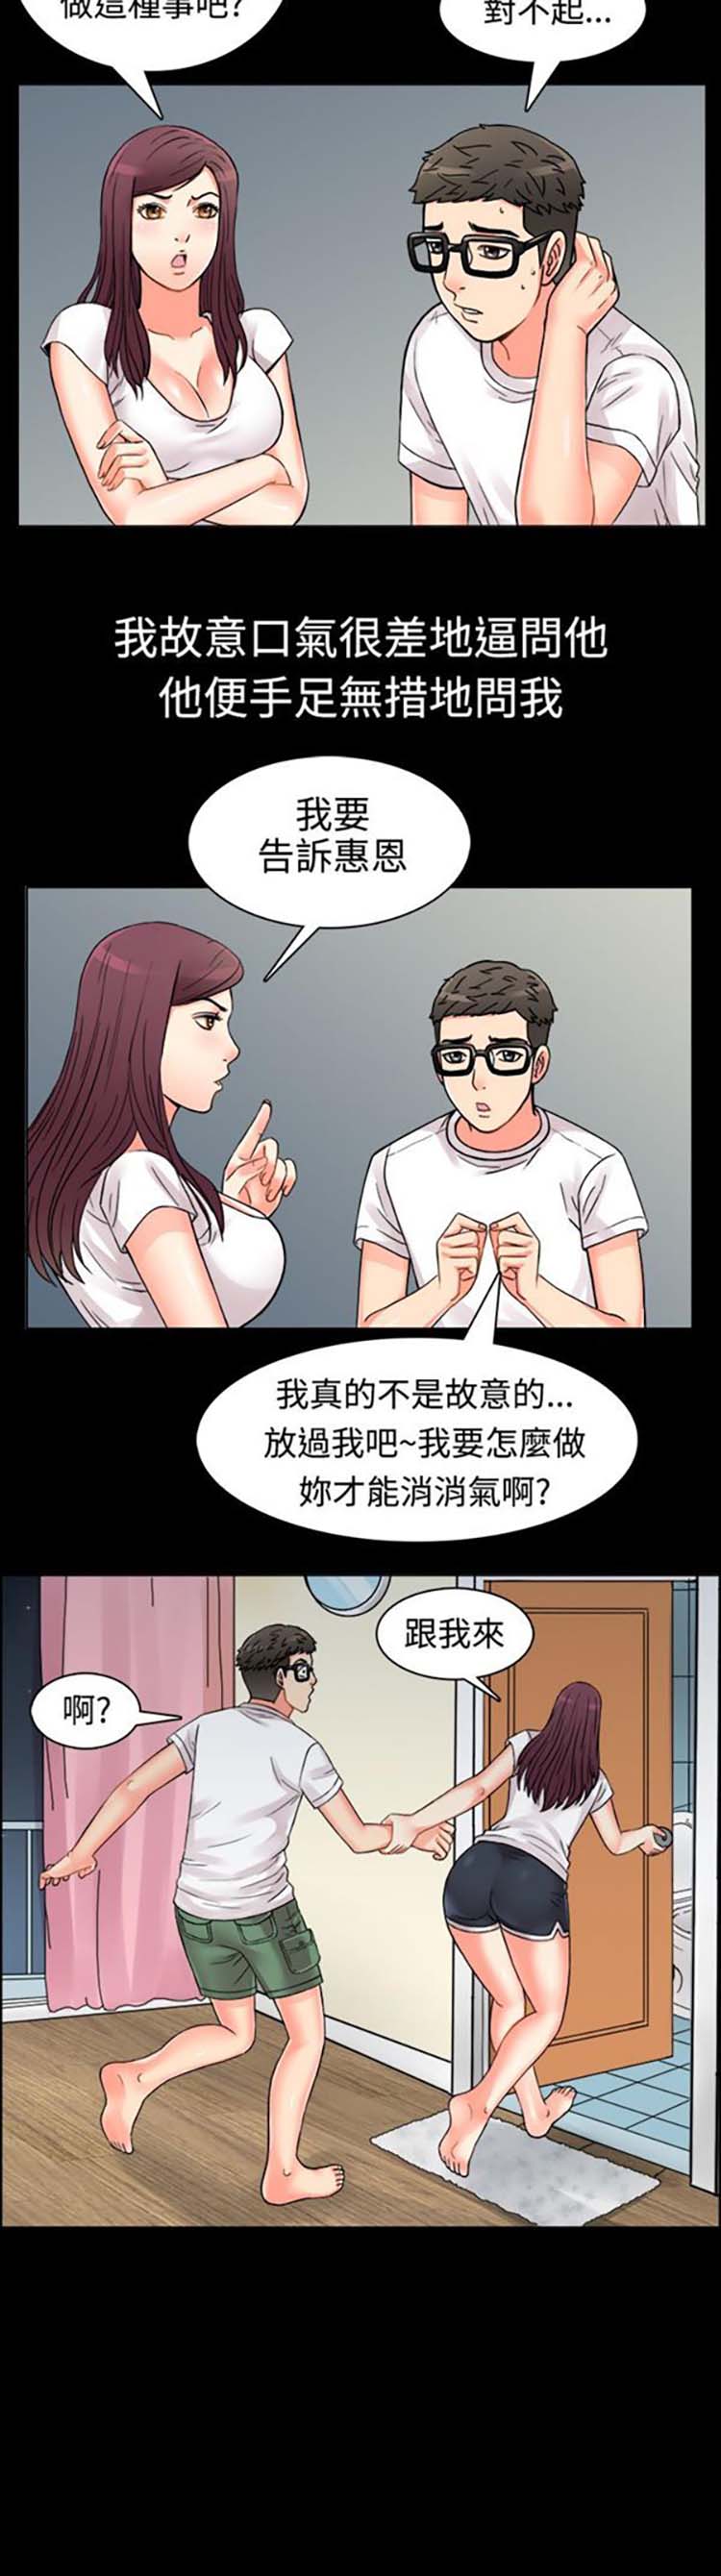 做這種事吧?
對不起...
我故意口氣很差地逼問他
他便手足無措地問我
我要
告訴惠恩
我真的不是故意的...
放過我吧~我要怎麼做
妳才能消消氣啊?
跟我來
啊?